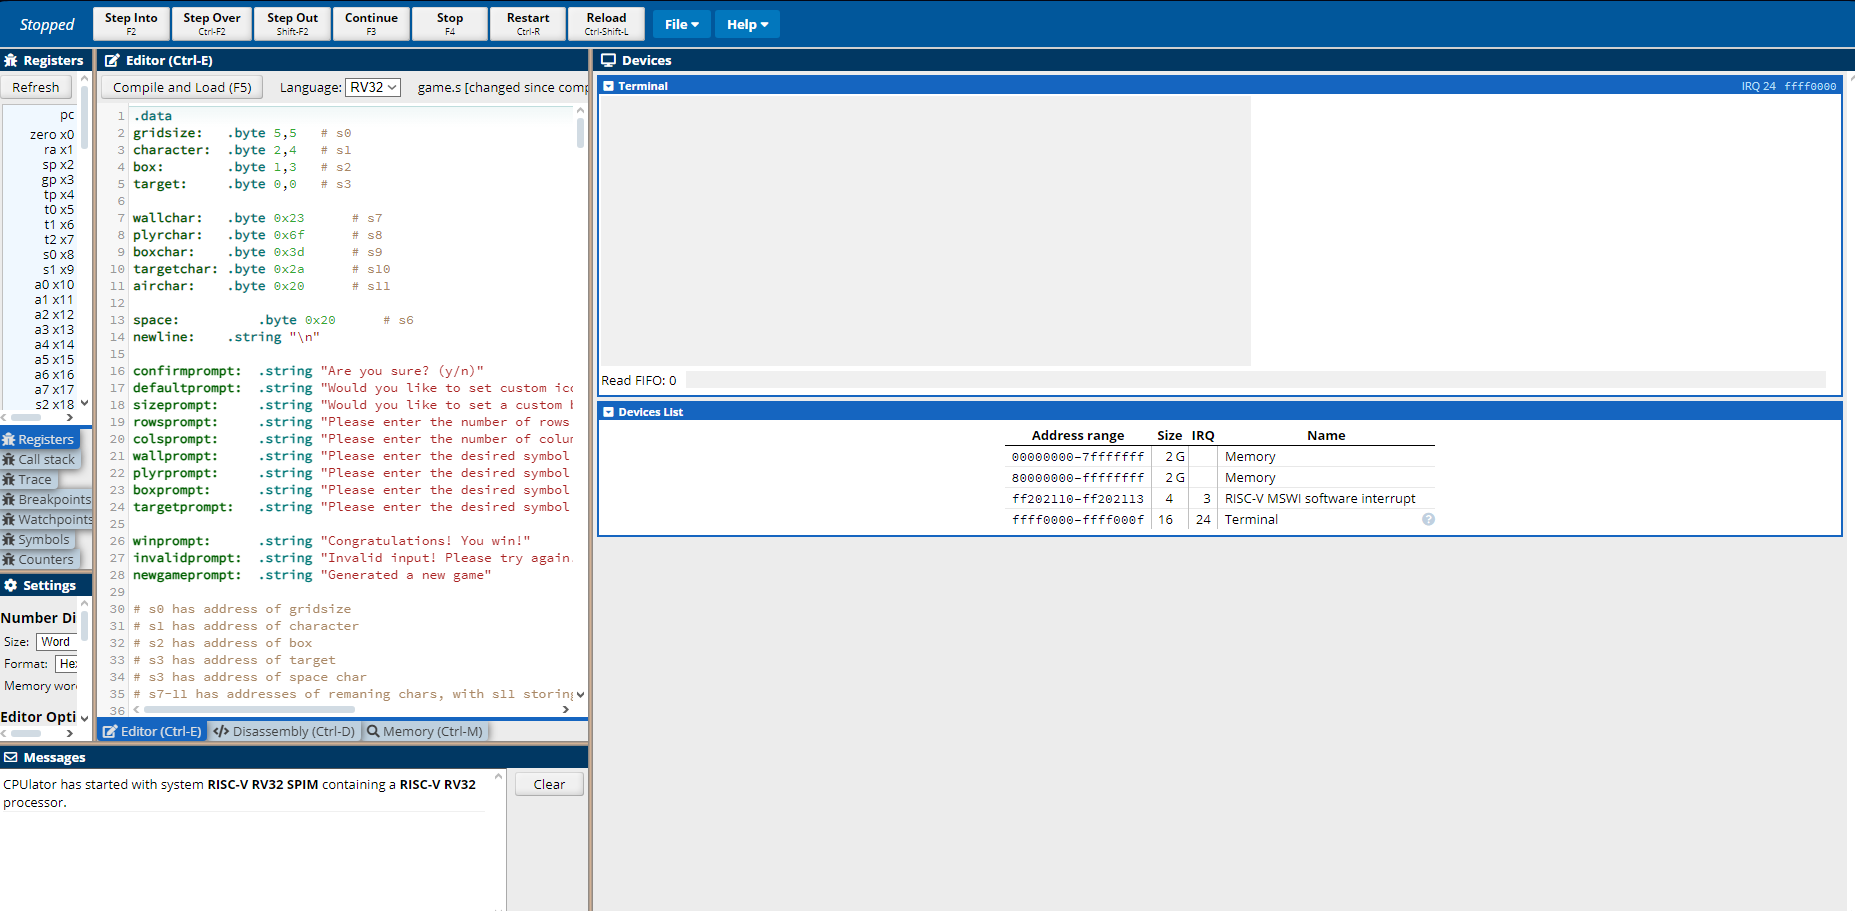 Stopped
Step Into
F2
Step Over
Ctrl-F2
Step Out
Shift-F2
Continue
F3
Stop
F4
Restart
Ctrl-R
Reload
Ctrl-Shift-L
File
Help
Registers
Refresh
pc
zero x0
ra x1
sp x2
gp x3
tp x4
t0 x5
t1 x6
t2 x7
s0 x8
s1 x9
a0 x10
a1 x11
a2 x12
a3 x13
a4 x14
a5 x15
a6 x16
a7 x17
s2 x18
Registers
Call stack
Trace
Breakpoints
Watchpoints
Symbols
Counters
Settings
Number Di
Size: Word
Format: Hex
Memory wor
Editor Opti
Editor (Ctrl-E)
Compile and Load (F5) Language: RV32 game.s [changed since comp
1 .data
2 gridsize: .byte 5,5 # s0
3 character: .byte 2,4 # s1
4 box: .byte 1,3 # s2
5 target: .byte 0,0 # s3
6
7 wallchar: .byte 0x23 # s7
8 plyrchar: .byte 0x6f # s8
9 boxchar: .byte 0x3d # s9
10 targetchar: .byte 0x2a # s10
11 airchar: .byte 0x20 # s11
12
13 space: .byte 0x20 # s6
14 newline: .string "\n"
15
16 confirmprompt: .string "Are you sure? (y/n)"
17 defaultprompt: .string "Would you like to set custom ico
18 sizeprompt: .string "Would you like to set a custom b
19 rowsprompt: .string "Please enter the number of rows
20 colsprompt: .string "Please enter the number of colum
21 wallprompt: .string "Please enter the desired symbol
22 plyrprompt: .string "Please enter the desired symbol
23 boxprompt: .string "Please enter the desired symbol
24 targetprompt: .string "Please enter the desired symbol
25
26 winprompt: .string "Congratulations! You win!"
27 invalidprompt: .string "Invalid input! Please try again.
28 newgameprompt: .string "Generated a new game"
29
30 # s0 has address of gridsize
31 # s1 has address of character
32 # s2 has address of box
33 # s3 has address of target
34 # s3 has address of space char
35 # s7-11 has addresses of remaning chars, with s11 storing
36
Editor (Ctrl-E)
Disassembly (Ctrl-D)
Memory (Ctrl-M)
Messages
CPUlator has started with system RISC-V RV32 SPIM containing a RISC-V RV32
processor.
Clear
Devices
Terminal IRQ 24 ffff0000
Read FIFO: 0
Devices List
Address range Size IRQ Name
00000000-7fffffff 2 G Memory
80000000-ffffffff 2 G Memory
ff202110-ff202113 4 3 RISC-V MSWI software interrupt
ffff0000-ffff000f 16 24 Terminal ?